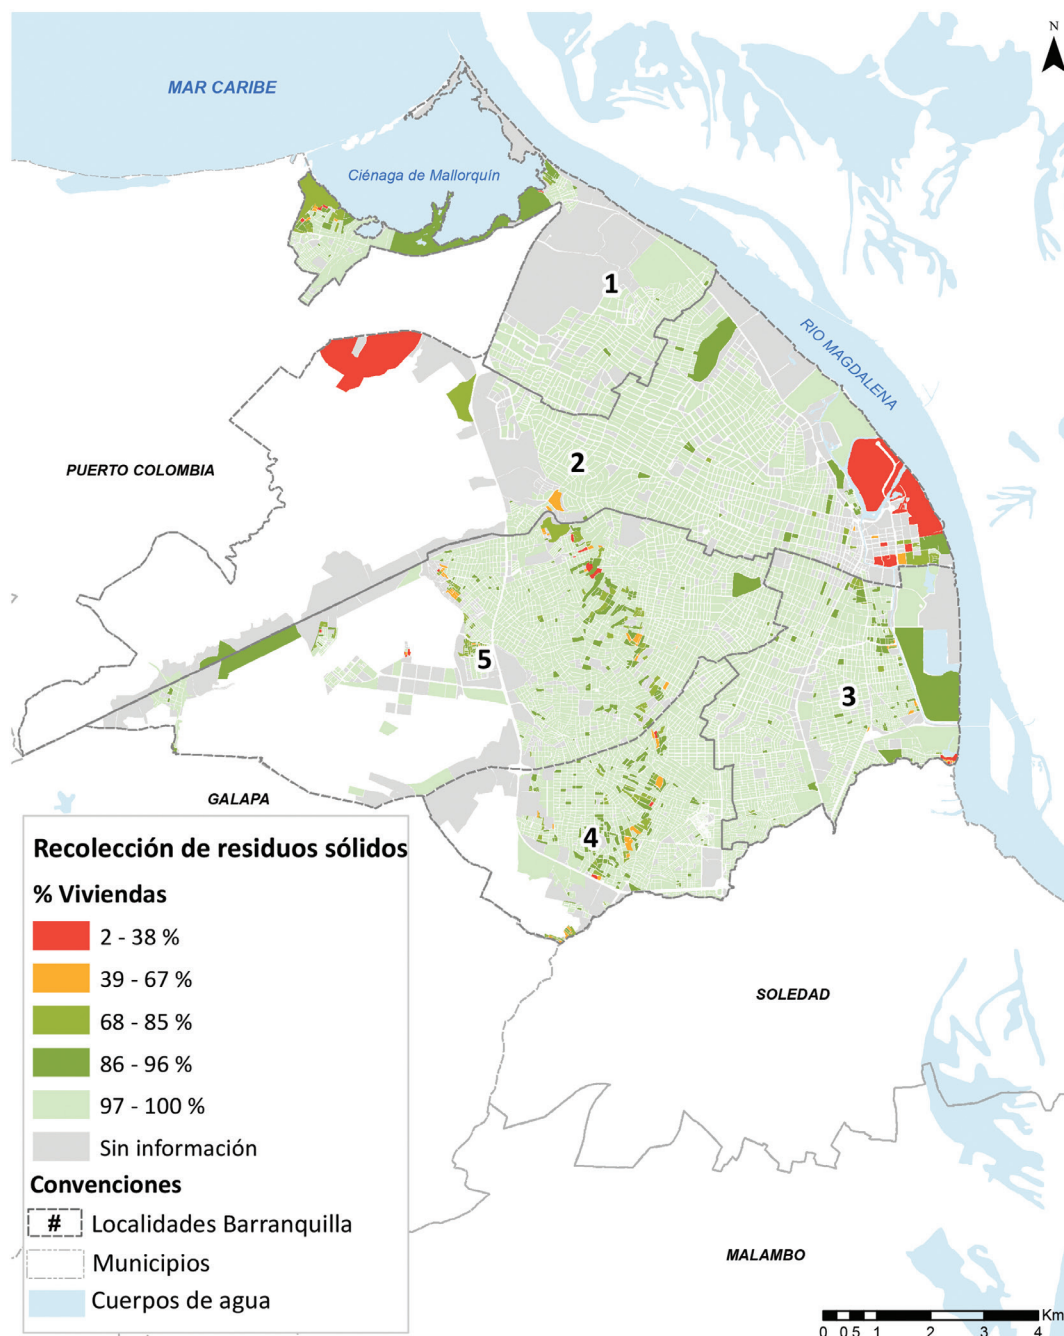 N
MAR CARIBE
Ciénaga de Mallorquín
1
RIO MAGDALENA
PUERTO COLOMBIA
2
5
3
GALAPA
4
Recolección de residuos sólidos
% Viviendas
2 - 38 %
39 - 67 %
68 - 85 %
86 - 96 %
97 - 100 %
Sin información
Convenciones
# Localidades Barranquilla
Municipios
Cuerpos de agua
SOLEDAD
MALAMBO
Km
0 0.5 1 2 3 4